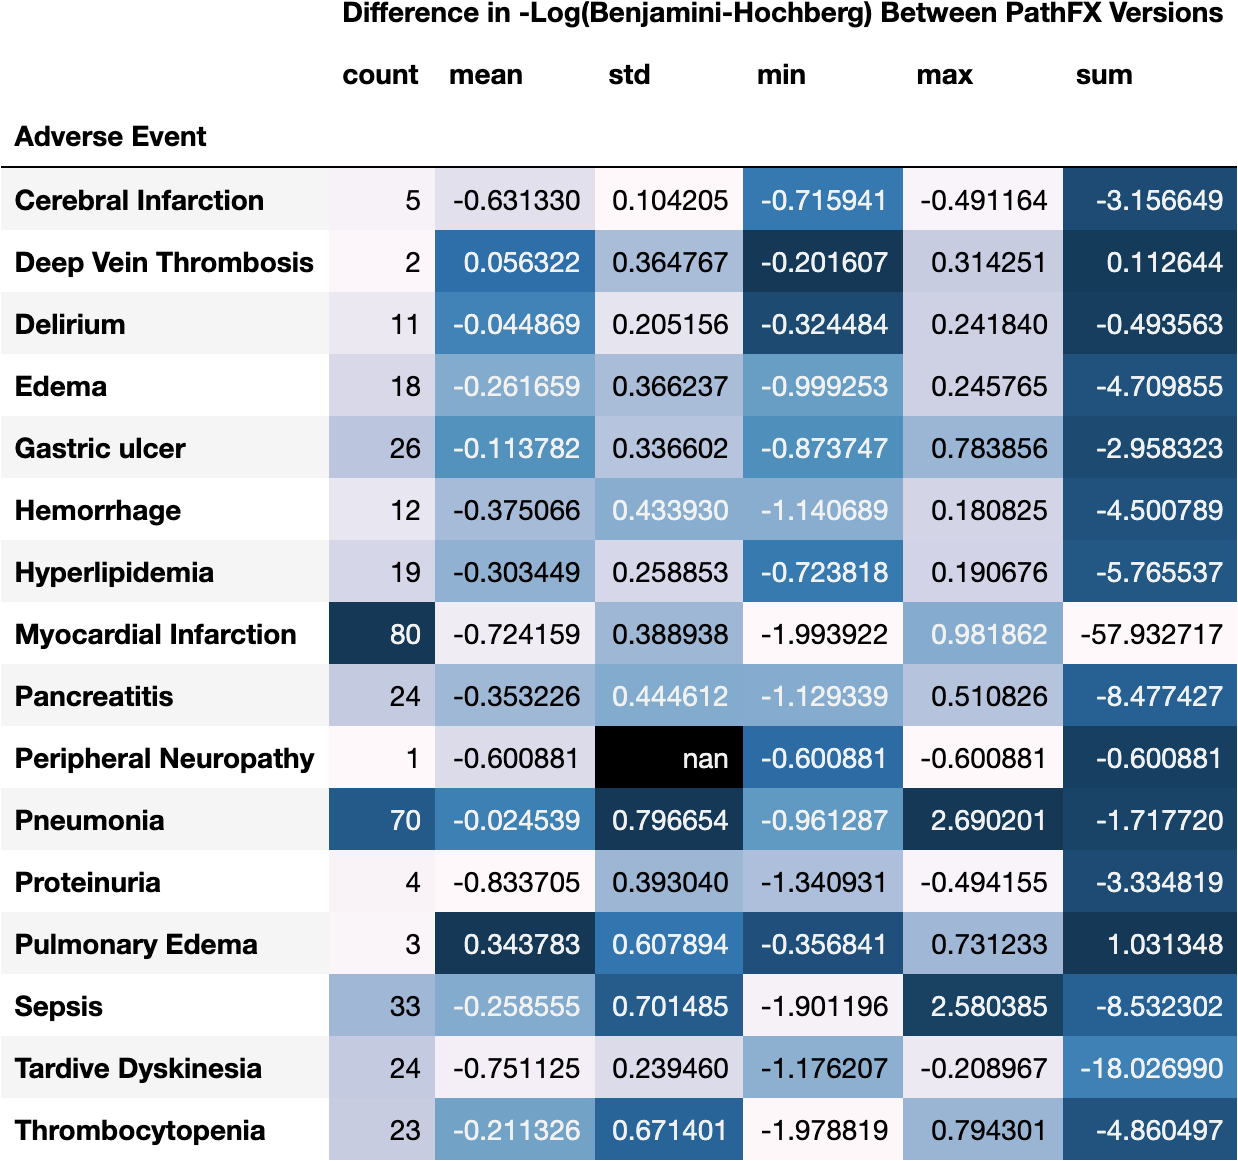 Difference in -Log(Benjamini-Hochberg) Between PathFX Versions
count mean std min max sum
Adverse Event
Cerebral Infarction 5 -0.631330 0.104205 -0.715941 -0.491164 -3.156649
Deep Vein Thrombosis 2 0.056322 0.364767 -0.201607 0.314251 0.112644
Delirium 11 -0.044869 0.205156 -0.324484 0.241840 -0.493563
Edema 18 -0.261659 0.366237 -0.999253 0.245765 -4.709855
Gastric ulcer 26 -0.113782 0.336602 -0.873747 0.783856 -2.958323
Hemorrhage 12 -0.375066 0.433930 -1.140689 0.180825 -4.500789
Hyperlipidemia 19 -0.303449 0.258853 -0.723818 0.190676 -5.765537
Myocardial Infarction 80 -0.724159 0.388938 -1.993922 0.981862 -57.932717
Pancreatitis 24 -0.353226 0.444612 -1.129339 0.510826 -8.477427
Peripheral Neuropathy 1 -0.600881 nan -0.600881 -0.600881 -0.600881
Pneumonia 70 -0.024539 0.796654 -0.961287 2.690201 -1.717720
Proteinuria 4 -0.833705 0.393040 -1.340931 -0.494155 -3.334819
Pulmonary Edema 3 0.343783 0.607894 -0.356841 0.731233 1.031348
Sepsis 33 -0.258555 0.701485 -1.901196 2.580385 -8.532302
Tardive Dyskinesia 24 -0.751125 0.239460 -1.176207 -0.208967 -18.026990
Thrombocytopenia 23 -0.211326 0.671401 -1.978819 0.794301 -4.860497